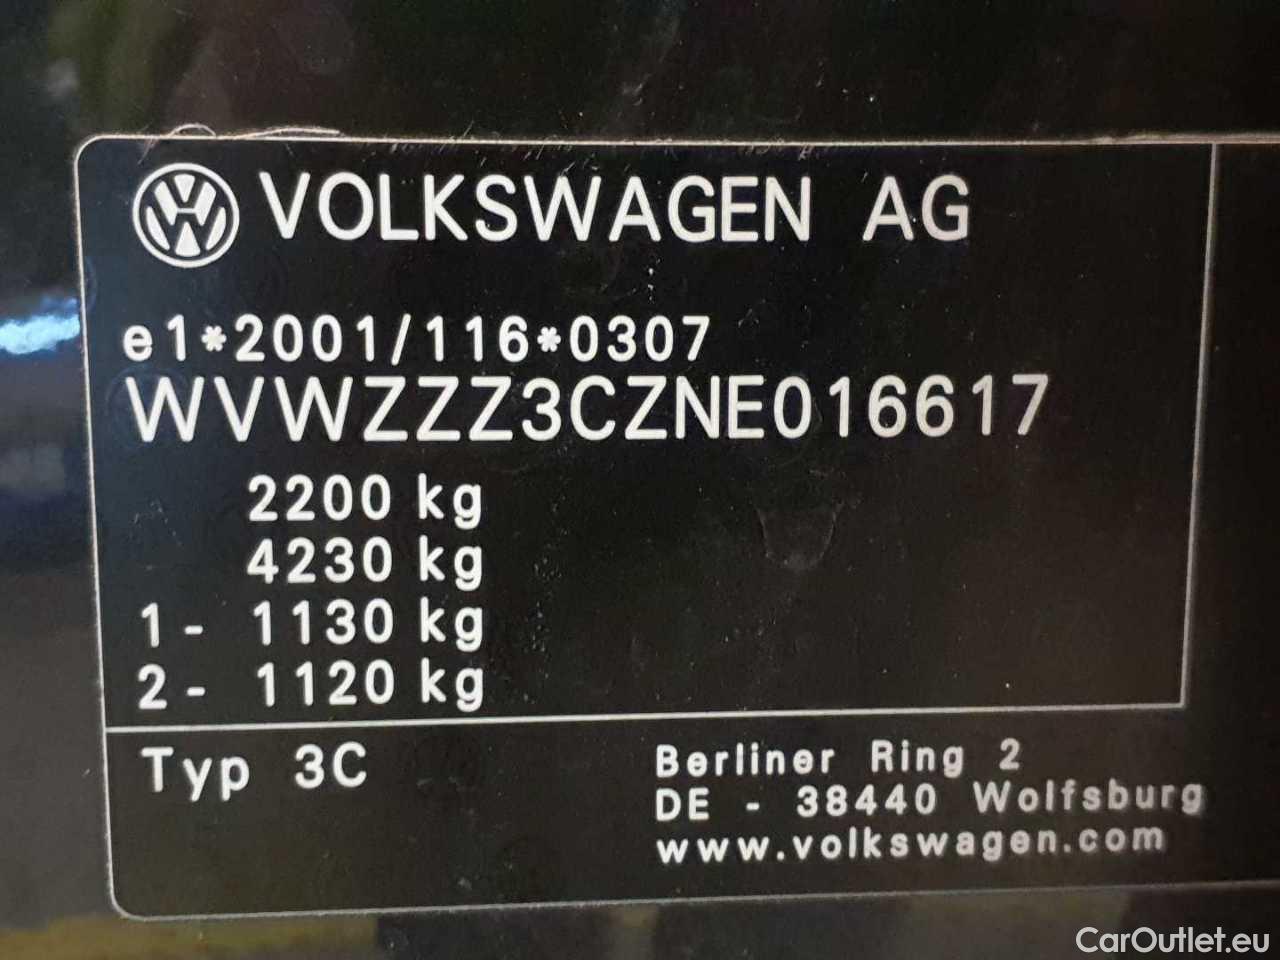 VOLKSWAGEN AG
e1*2001/116*0307
WVWZZZ3CZNE016617
2200 kg
4230 kg
1 - 1130 kg
2 - 1120 kg
Typ 3C
Berliner Ring 2
DE - 38440 Wolfsburg
www.volkswagen.com
CarOutlet.eu